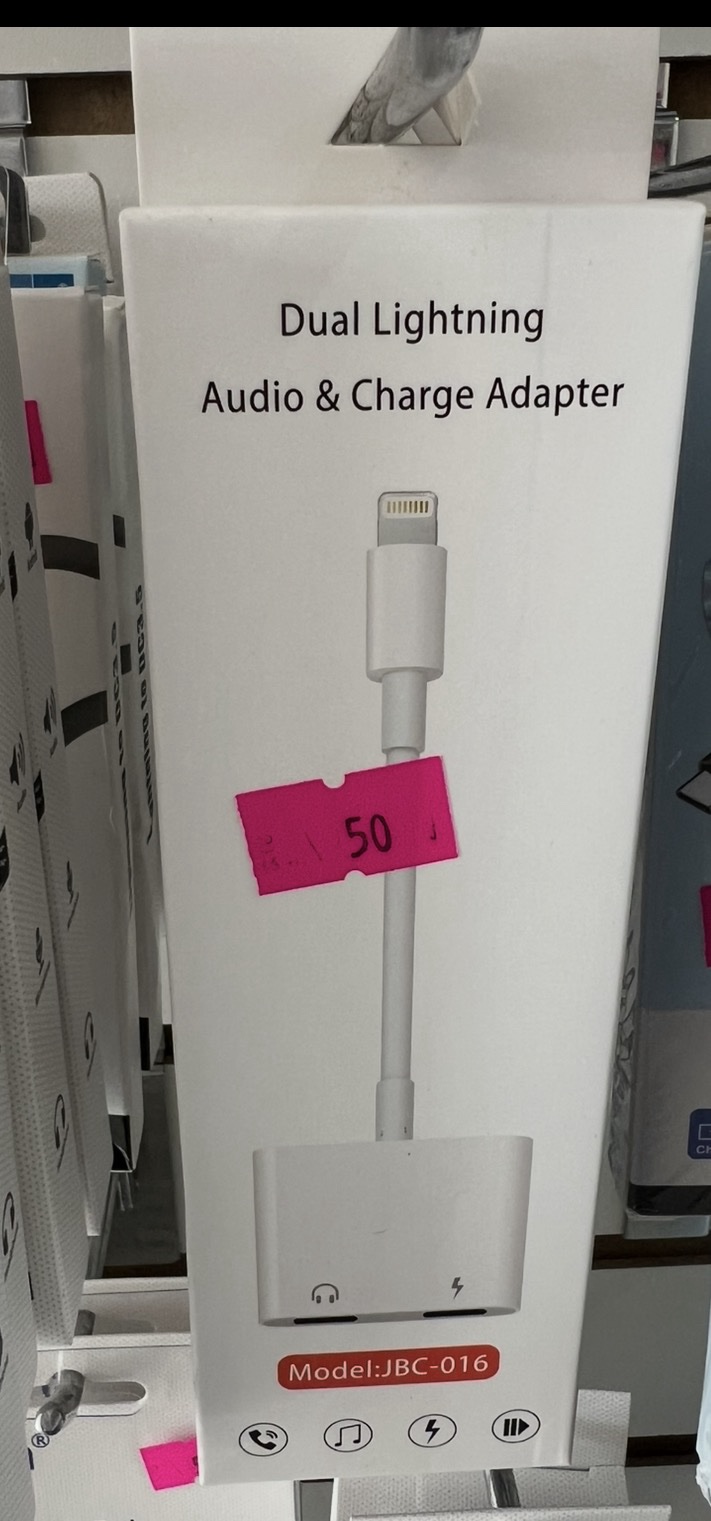 Dual Lightning
Audio & Charge Adapter
50
Model:JBC-016